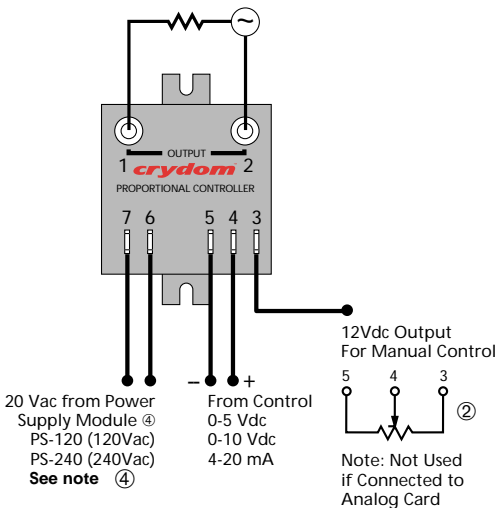 ~
OUTPUT
1 crydom 2
PROPORTIONAL CONTROLLER
7 6 5 4 3
– +
20 Vac from Power
Supply Module ④
PS-120 (120Vac)
PS-240 (240Vac)
See note ④
From Control
0-5 Vdc
0-10 Vdc
4-20 mA
12Vdc Output
For Manual Control
5 4 3
②
Note: Not Used
if Connected to
Analog Card